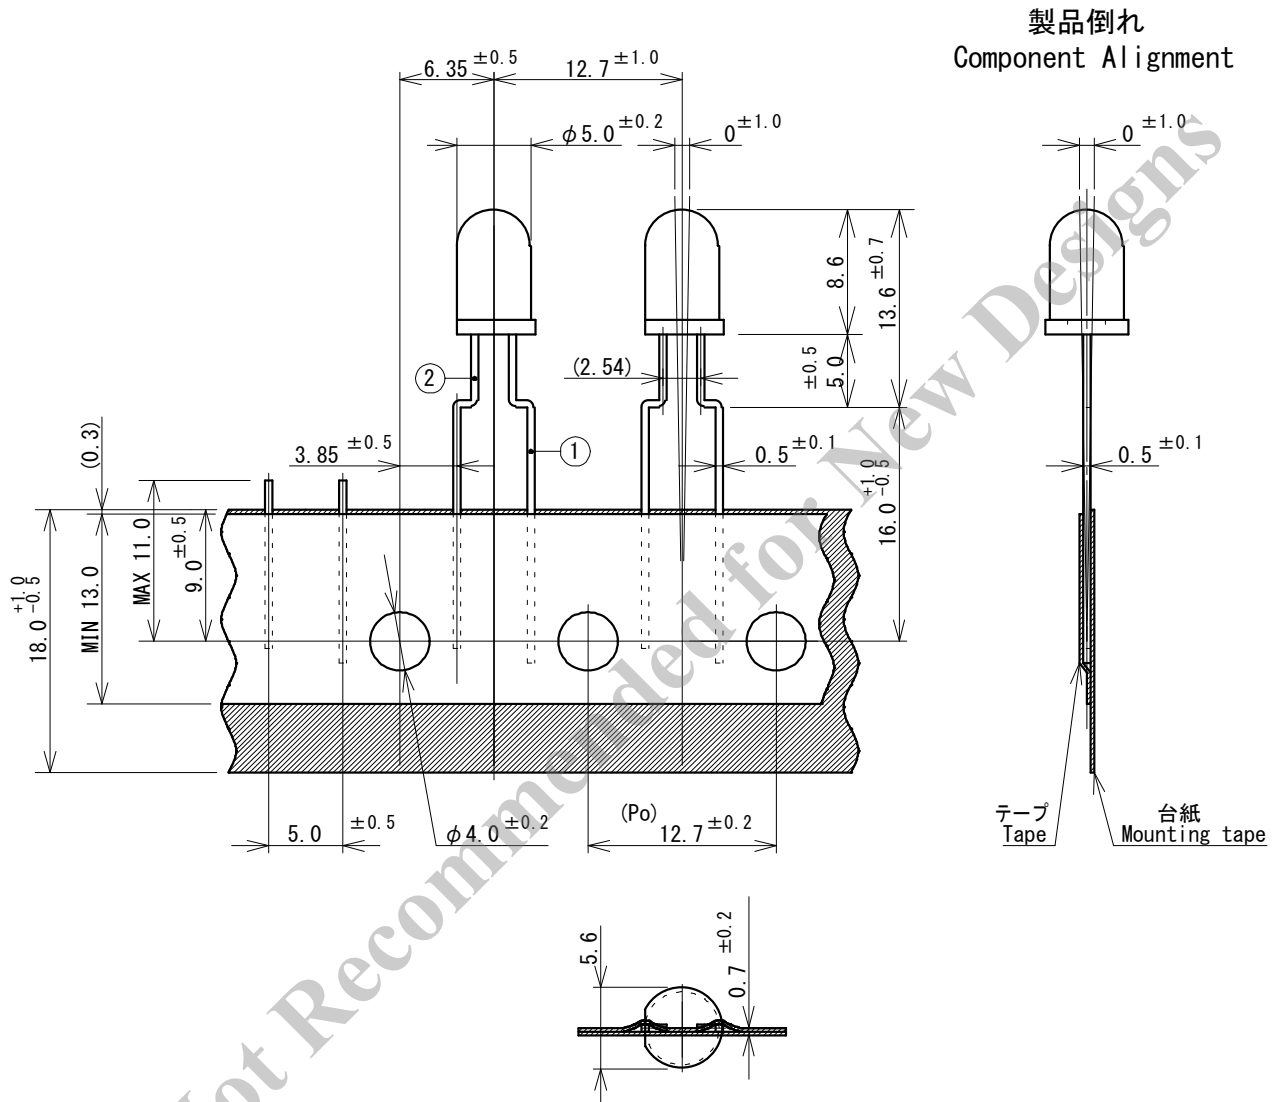 製品倒れ
Component Alignment
6.35 ±0.5
12.7 ±1.0
φ5.0 ±0.2
0 ±1.0
0 ±1.0
8.6
13.6 ±0.7
5.0 ±0.5
(2.54)
②
①
3.85 ±0.5
0.5 ±0.1
0.5 ±0.1
16.0 +1.0 -0.5
(0.3)
MAX 11.0
9.0 ±0.5
MIN 13.0
18.0 +1.0 -0.5
5.0 ±0.5
φ4.0 ±0.2
(Po)
12.7 ±0.2
テープ
Tape
台紙
Mounting tape
5.6
0.7 ±0.2
Not Recommended for New Designs